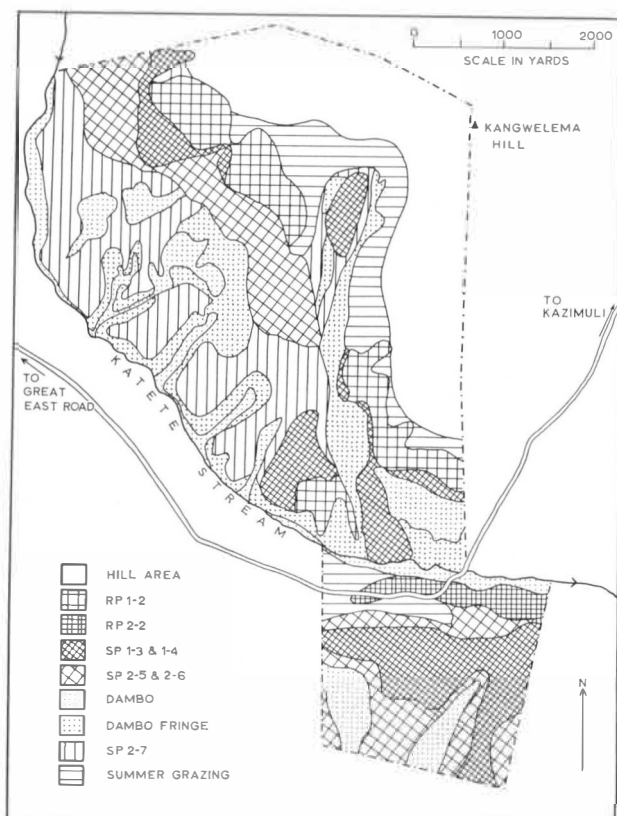 0 1000 2000
SCALE IN YARDS
KANGWELEMA
HILL
TO
KAZIMULI
TO
GREAT
EAST ROAD
KATETE STREAM
HILL AREA
RP 1-2
RP 2-2
SP 1-3 & 1-4
SP 2-5 & 2-6
DAMBO
DAMBO FRINGE
SP 2-7
SUMMER GRAZING
N